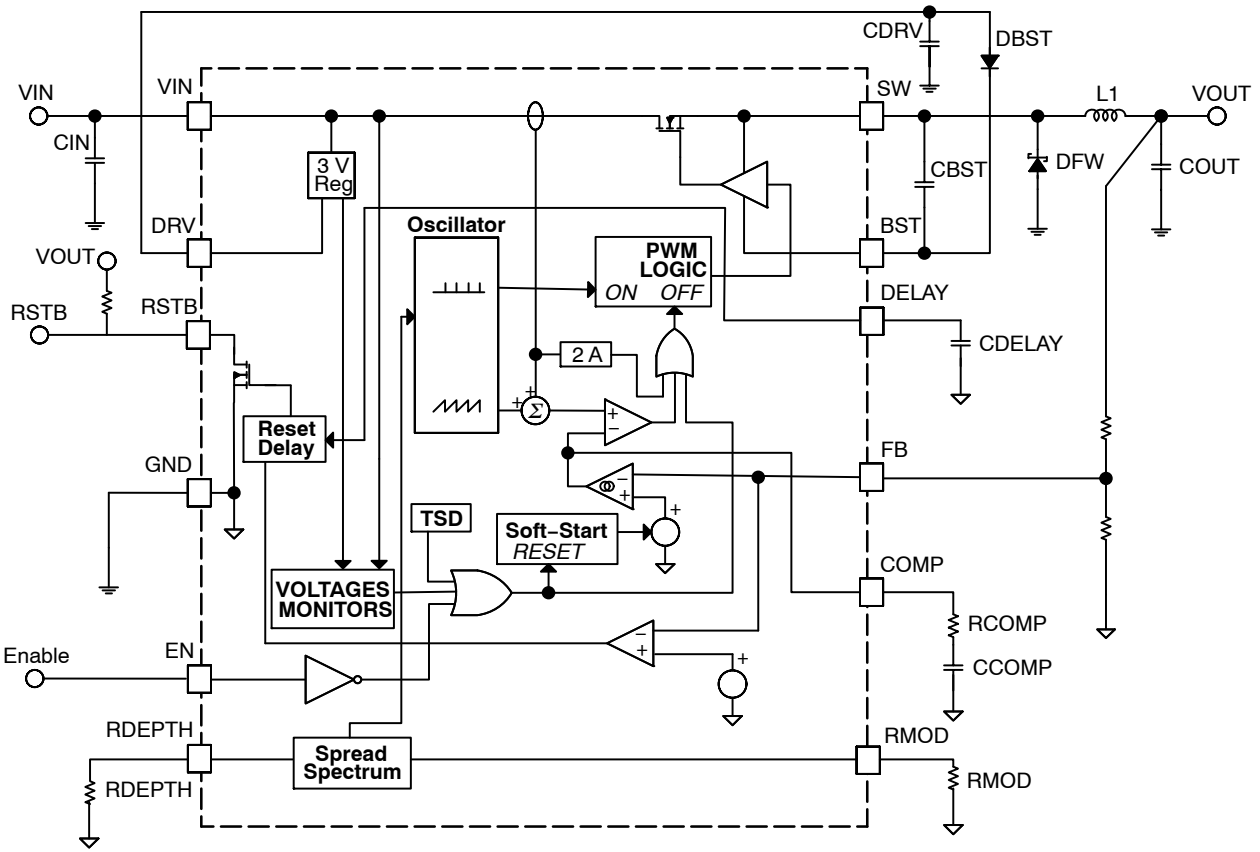 CDRV
DBST
VIN
VIN
SW
L1
VOUT
CIN
3 V
Reg
CBST
DFW
COUT
DRV
Oscillator
BST
VOUT
PWM
LOGIC
ON OFF
RSTB
RSTB
DELAY
2 A
CDELAY
+
+
Σ
+
−
Reset
Delay
GND
FB
−
+
+
TSD
Soft−Start
RESET
VOLTAGES
MONITORS
COMP
RCOMP
CCOMP
Enable
EN
−
+
+
RDEPTH
RDEPTH
Spread
Spectrum
RMOD
RMOD